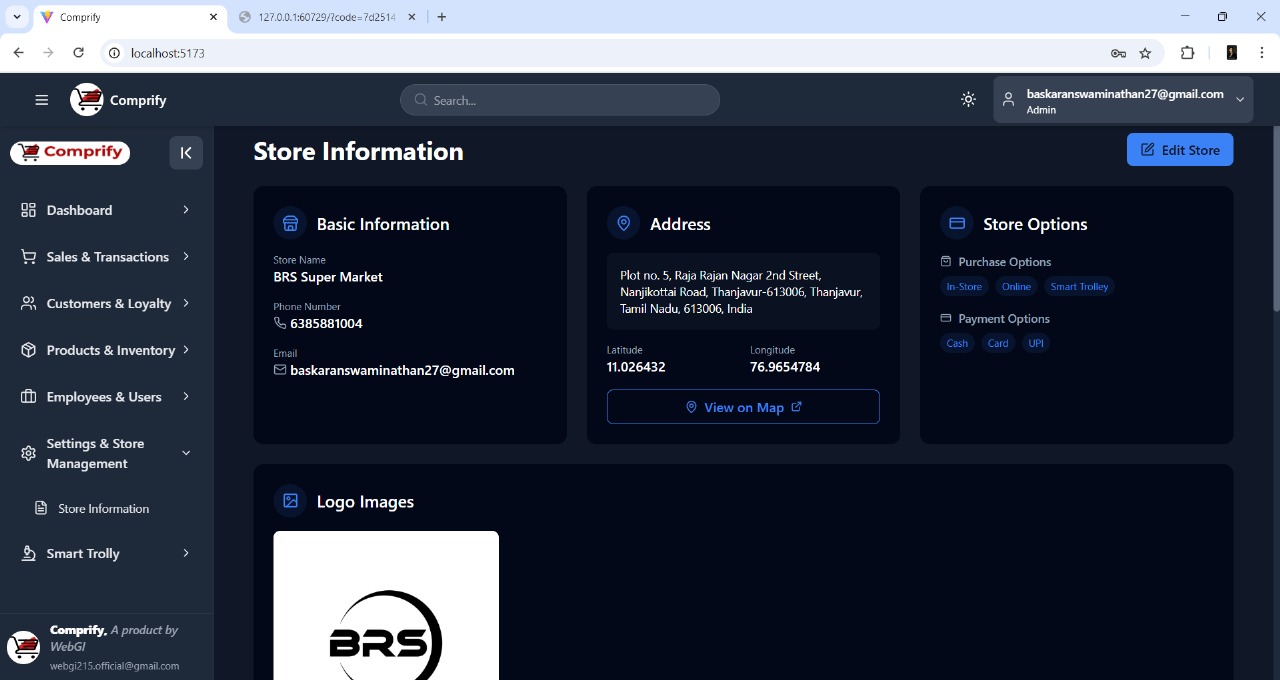 Comprify
127.0.0.1:60729/?code=7d2514
localhost:5173
Comprify
Search...
baskaranswaminathan27@gmail.com
Admin
Comprify
Dashboard
Sales & Transactions
Customers & Loyalty
Products & Inventory
Employees & Users
Settings & Store
Management
Store Information
Smart Trolly
Comprify, A product by
WebGI
webgi215.official@gmail.com
Store Information
Edit Store
Basic Information
Store Name
BRS Super Market
Phone Number
6385881004
Email
baskaranswaminathan27@gmail.com
Address
Plot no. 5, Raja Rajan Nagar 2nd Street,
Nanjikottai Road, Thanjavur-613006, Thanjavur,
Tamil Nadu, 613006, India
Latitude Longitude
11.026432 76.9654784
View on Map
Store Options
Purchase Options
In-Store Online Smart Trolley
Payment Options
Cash Card UPI
Logo Images
BRS